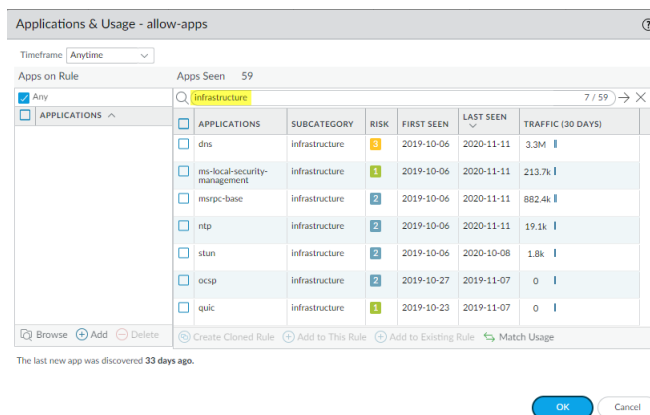 Applications & Usage - allow-apps
Timeframe Anytime
Apps on Rule
Apps Seen 59
Any
APPLICATIONS
infrastructure 7 / 59
APPLICATIONS SUBCATEGORY RISK FIRST SEEN LAST SEEN TRAFFIC (30 DAYS)
dns infrastructure 3 2019-10-06 2020-11-11 3.3M
ms-local-security-management infrastructure 1 2019-10-06 2020-11-11 213.7k
msrpc-base infrastructure 2 2019-10-06 2020-11-11 882.4k
ntp infrastructure 2 2019-10-06 2020-11-11 19.1k
stun infrastructure 2 2019-10-06 2020-10-08 1.8k
ocsp infrastructure 2 2019-10-27 2019-11-07 0
quic infrastructure 1 2019-10-23 2019-11-07 0
Browse Add Delete
Create Cloned Rule Add to This Rule Add to Existing Rule Match Usage
The last new app was discovered 33 days ago.
OK Cancel